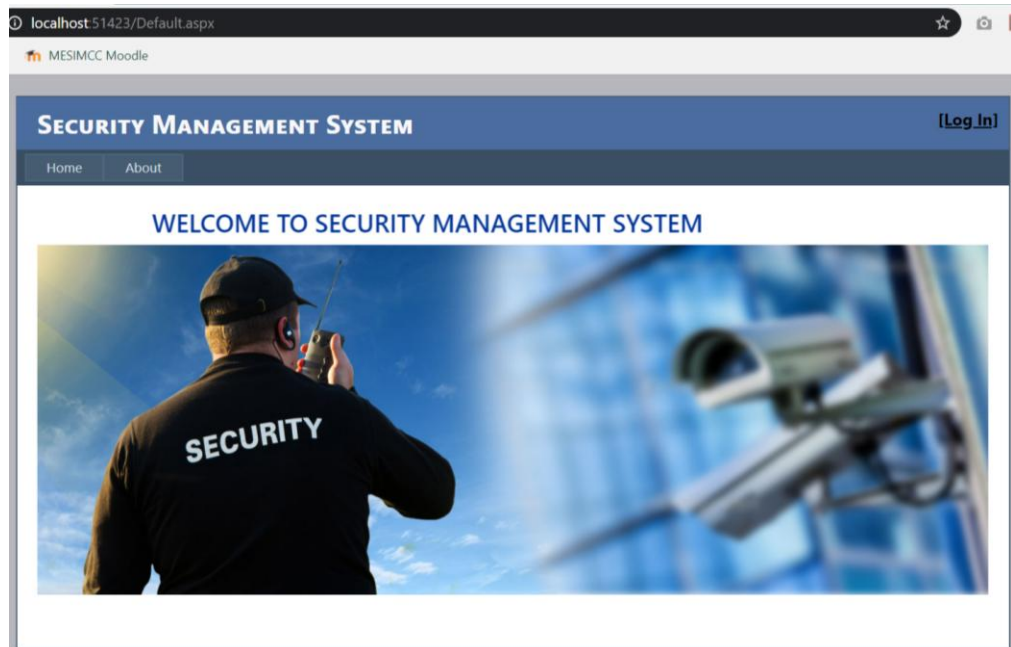 localhost:51423/Default.aspx
MESIMCC Moodle
SECURITY MANAGEMENT SYSTEM
[Log In]
Home About
WELCOME TO SECURITY MANAGEMENT SYSTEM
SECURITY